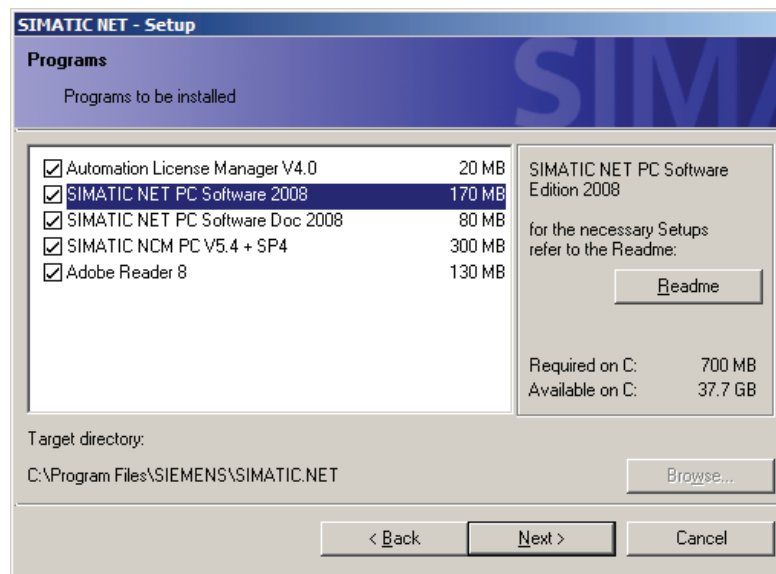 SIMATIC NET - Setup
Programs
Programs to be installed
SIMA
Automation License Manager V4.0 20 MB
SIMATIC NET PC Software 2008 170 MB
SIMATIC NET PC Software Doc 2008 80 MB
SIMATIC NCM PC V5.4 + SP4 300 MB
Adobe Reader 8 130 MB
SIMATIC NET PC Software
Edition 2008
for the necessary Setups
refer to the Readme:
Readme
Required on C: 700 MB
Available on C: 37.7 GB
Target directory:
C:\Program Files\SIEMENS\SIMATIC.NET
Browse...
< Back Next > Cancel